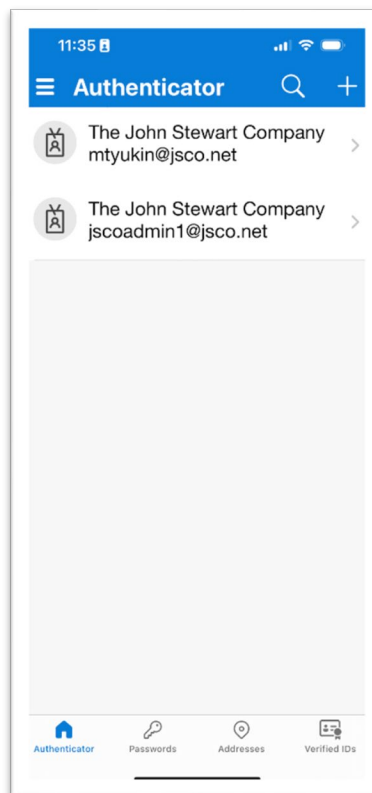 11:35
Authenticator
The John Stewart Company
mtyukin@jsco.net
The John Stewart Company
jscoadmin1@jsco.net
Authenticator
Passwords
Addresses
Verified IDs